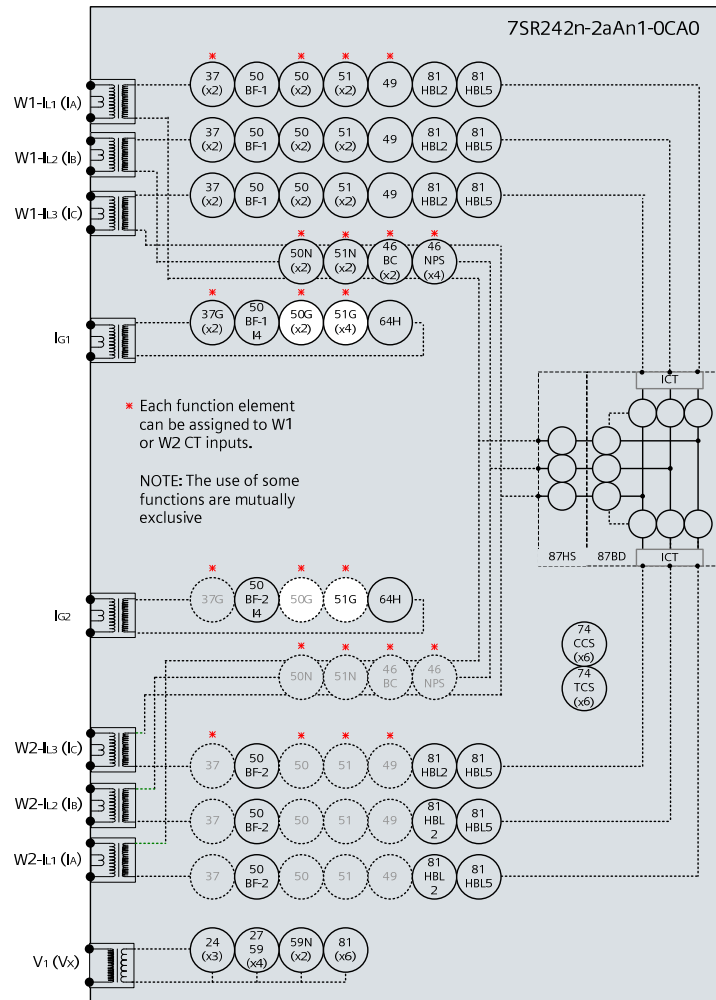 7SR242n-2aAn1-0CA0
* * * *
W1-IL1 (IA)
37 (x2) 50 BF-1 50 (x2) 51 (x2) 49 81 HBL2 81 HBL5
W1-IL2 (IB)
37 (x2) 50 BF-1 50 (x2) 51 (x2) 49 81 HBL2 81 HBL5
W1-IL3 (IC)
37 (x2) 50 BF-1 50 (x2) 51 (x2) 49 81 HBL2 81 HBL5
* * * *
50N (x2) 51N (x2) 46 BC (x2) 46 NPS (x4)
* * *
IG1
37G (x2) 50 BF-1 I4 50G (x2) 51G (x4) 64H
ICT
* Each function element
can be assigned to W1
or W2 CT inputs.
NOTE: The use of some
functions are mutually
exclusive
87HS 87BD ICT
* * *
IG2
37G 50 BF-2 I4 50G 51G 64H
74 CCS (x6)
74 TCS (x6)
* * * *
50N 51N 46 BC 46 NPS
* * * *
W2-IL3 (IC)
37 50 BF-2 50 51 49 81 HBL2 81 HBL5
W2-IL2 (IB)
37 50 BF-2 50 51 49 81 HBL 2 81 HBL5
W2-IL1 (IA)
37 50 BF-2 50 51 49 81 HBL 2 81 HBL5
V1 (VX)
24 (x3) 27 59 (x4) 59N (x2) 81 (x6)